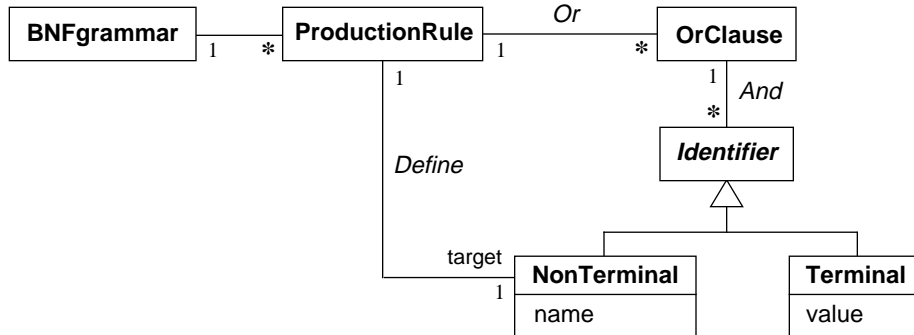 Or
BNFgrammar
ProductionRule
OrClause
1
*
1
*
1
1
And
*
Identifier
Define
target
1
NonTerminal
name
Terminal
value